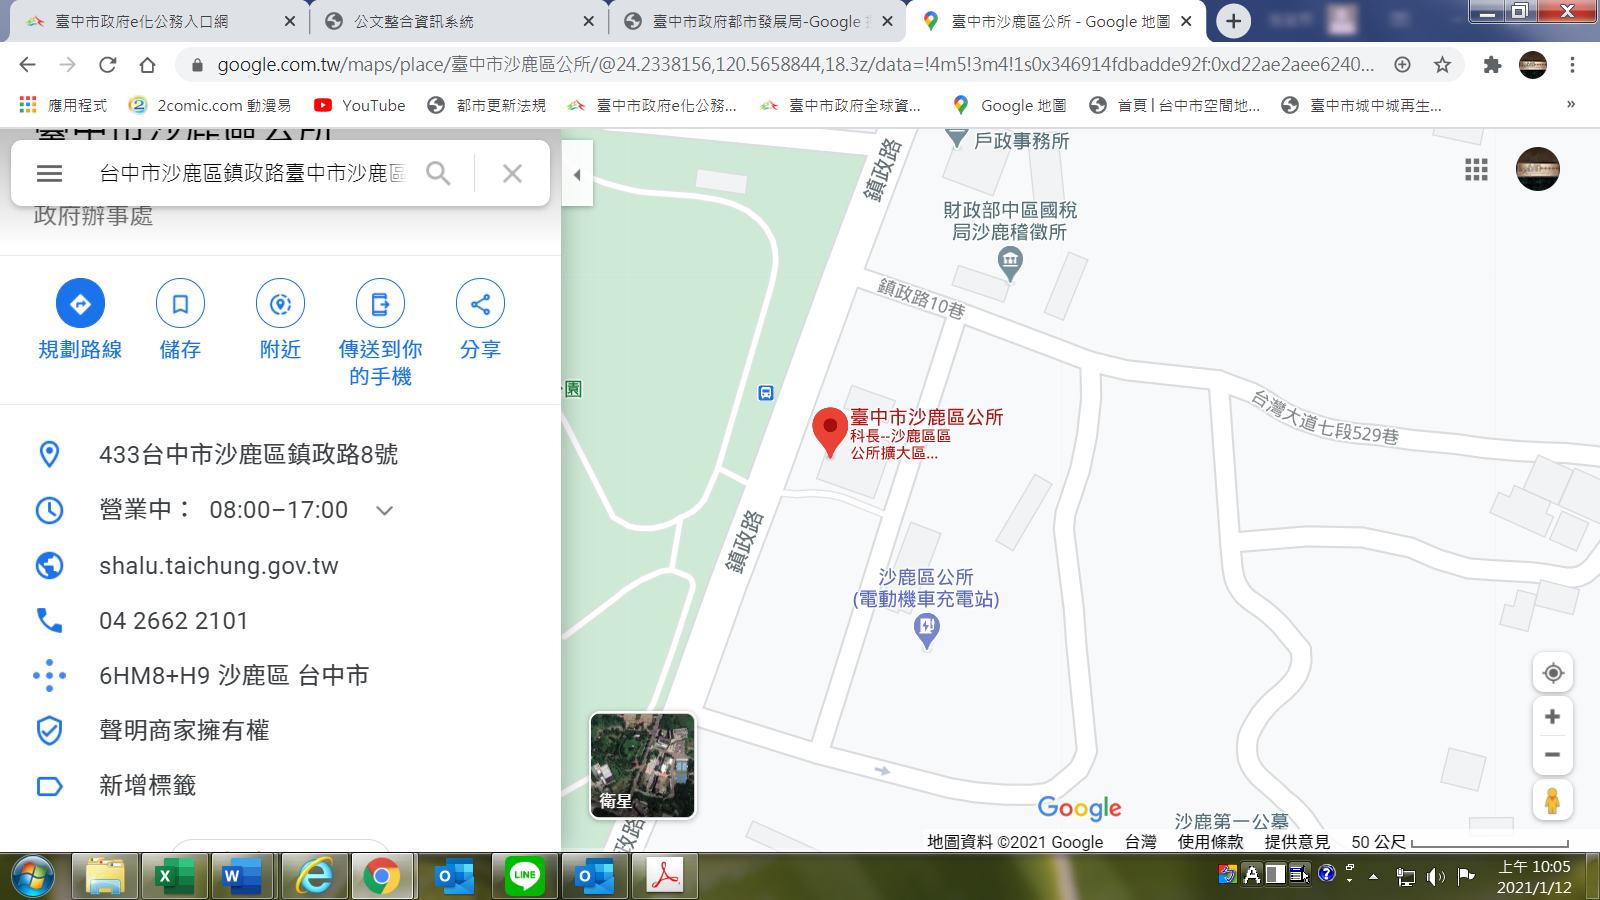 臺中市政府e化公務入口網
公文整合資訊系統
臺中市政府都市發展局-Google
臺中市沙鹿區公所 - Google 地圖
google.com.tw/maps/place/臺中市沙鹿區公所/@24.2338156,120.5658844,18.3z/data=!4m5!3m4!1s0x346914fdbadde92f:0xd22ae2aee6240...
應用程式
2comic.com 動漫易
YouTube
都市更新法規
臺中市政府e化公務...
臺中市政府全球資...
Google 地圖
首頁 | 台中市空間地...
臺中市城中城再生...
»
臺中市沙鹿區公所
台中市沙鹿區鎮政路臺中市沙鹿區
政府辦事處
規劃路線
儲存
附近
傳送到你
的手機
分享
433台中市沙鹿區鎮政路8號
營業中： 08:00–17:00
shalu.taichung.gov.tw
04 2662 2101
6HM8+H9 沙鹿區 台中市
聲明商家擁有權
新增標籤
戶政事務所
鎮政路
財政部中區國稅
局沙鹿稽徵所
鎮政路10巷
園
臺中市沙鹿區公所
科長--沙鹿區區
公所擴大區...
台灣大道七段529巷
鎮政路
沙鹿區公所
(電動機車充電站)
衛星
鎮政路
Google
沙鹿第一公墓
地圖資料 ©2021 Google
台灣
使用條款
提供意見
50 公尺
LINE
上午 10:05
2021/1/12